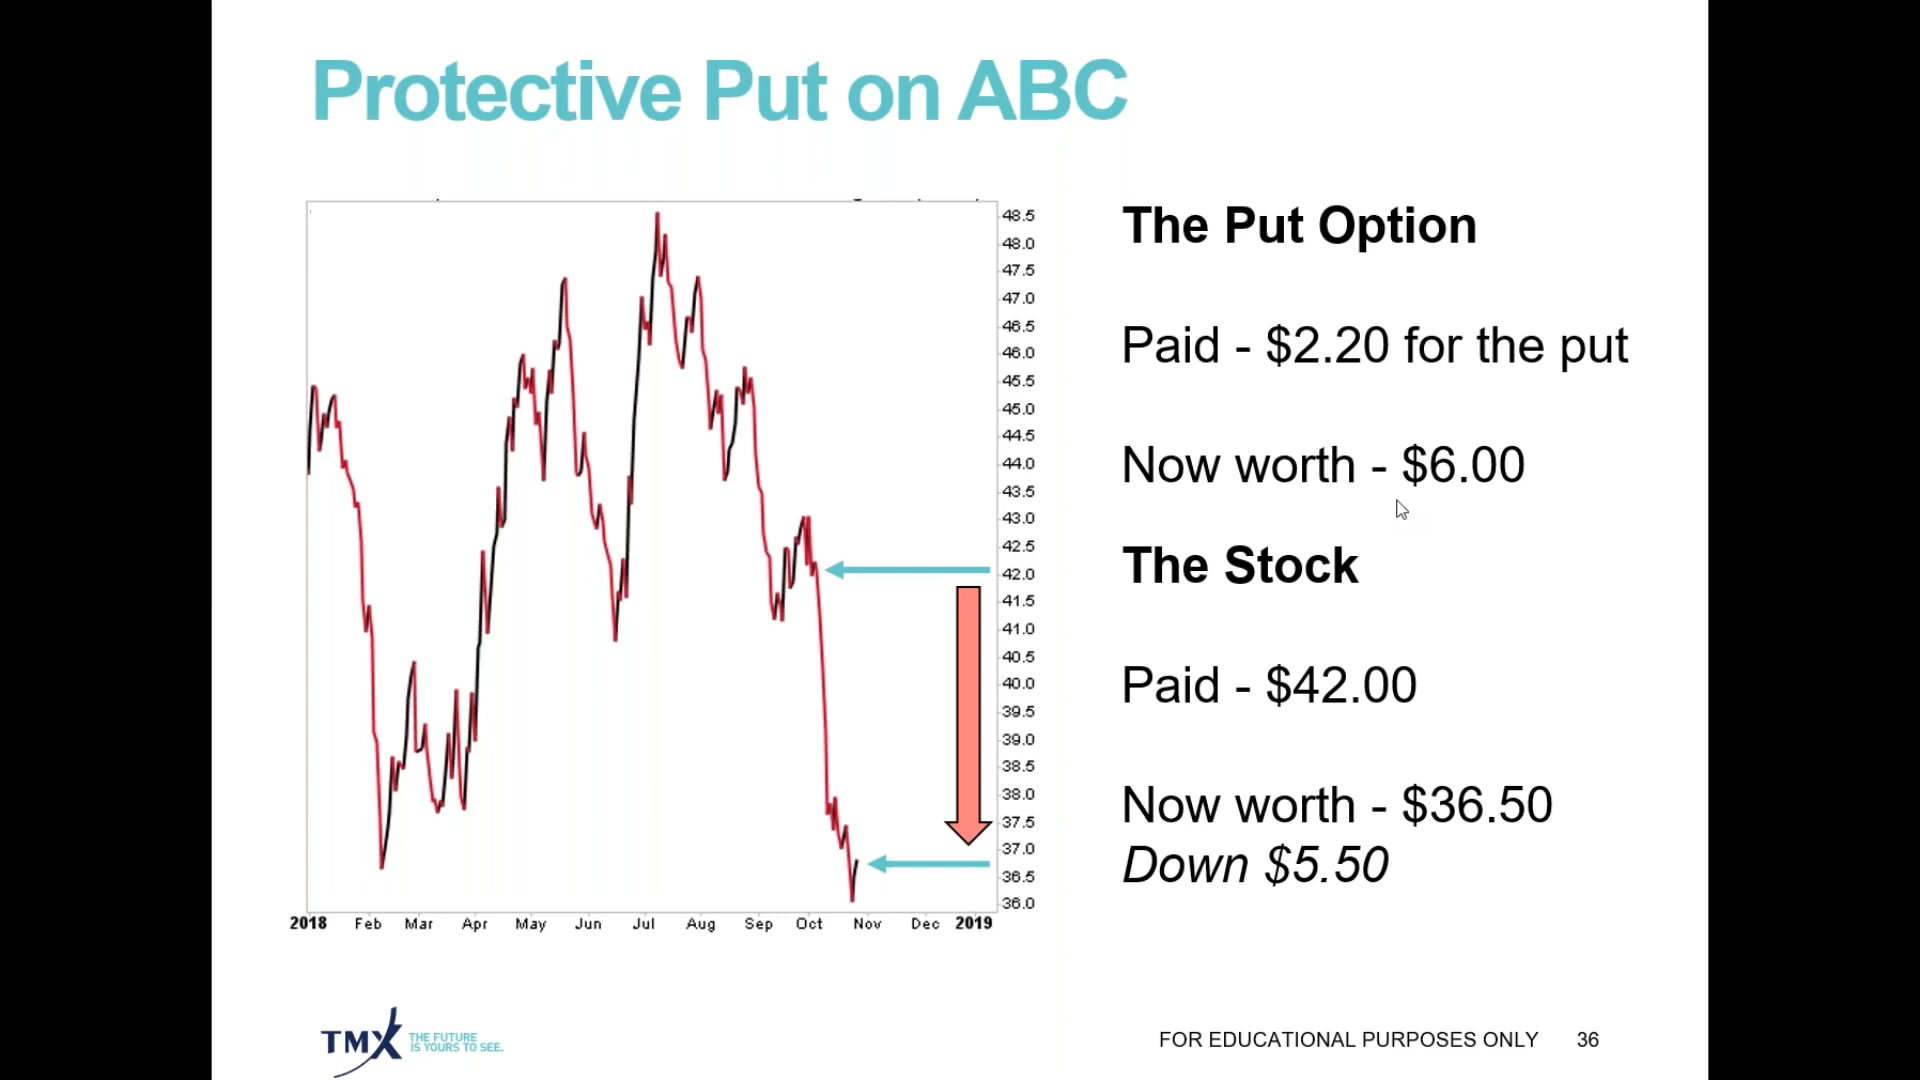 Protective Put on ABC
48.5
48.0
47.5
47.0
46.5
46.0
45.5
45.0
44.5
44.0
43.5
43.0
42.5
42.0
41.5
41.0
40.5
40.0
39.5
39.0
38.5
38.0
37.5
37.0
36.5
36.0
2018 Feb Mar Apr May Jun Jul Aug Sep Oct Nov Dec 2019
The Put Option
Paid - $2.20 for the put
Now worth - $6.00
The Stock
Paid - $42.00
Now worth - $36.50
Down $5.50
TMX THE FUTURE
IS YOURS TO SEE.
FOR EDUCATIONAL PURPOSES ONLY 36